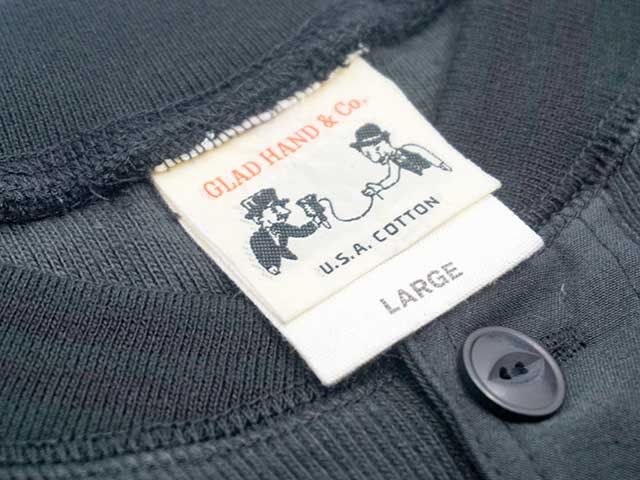 GLAD HAND & Co.
U.S.A. COTTON
LARGE